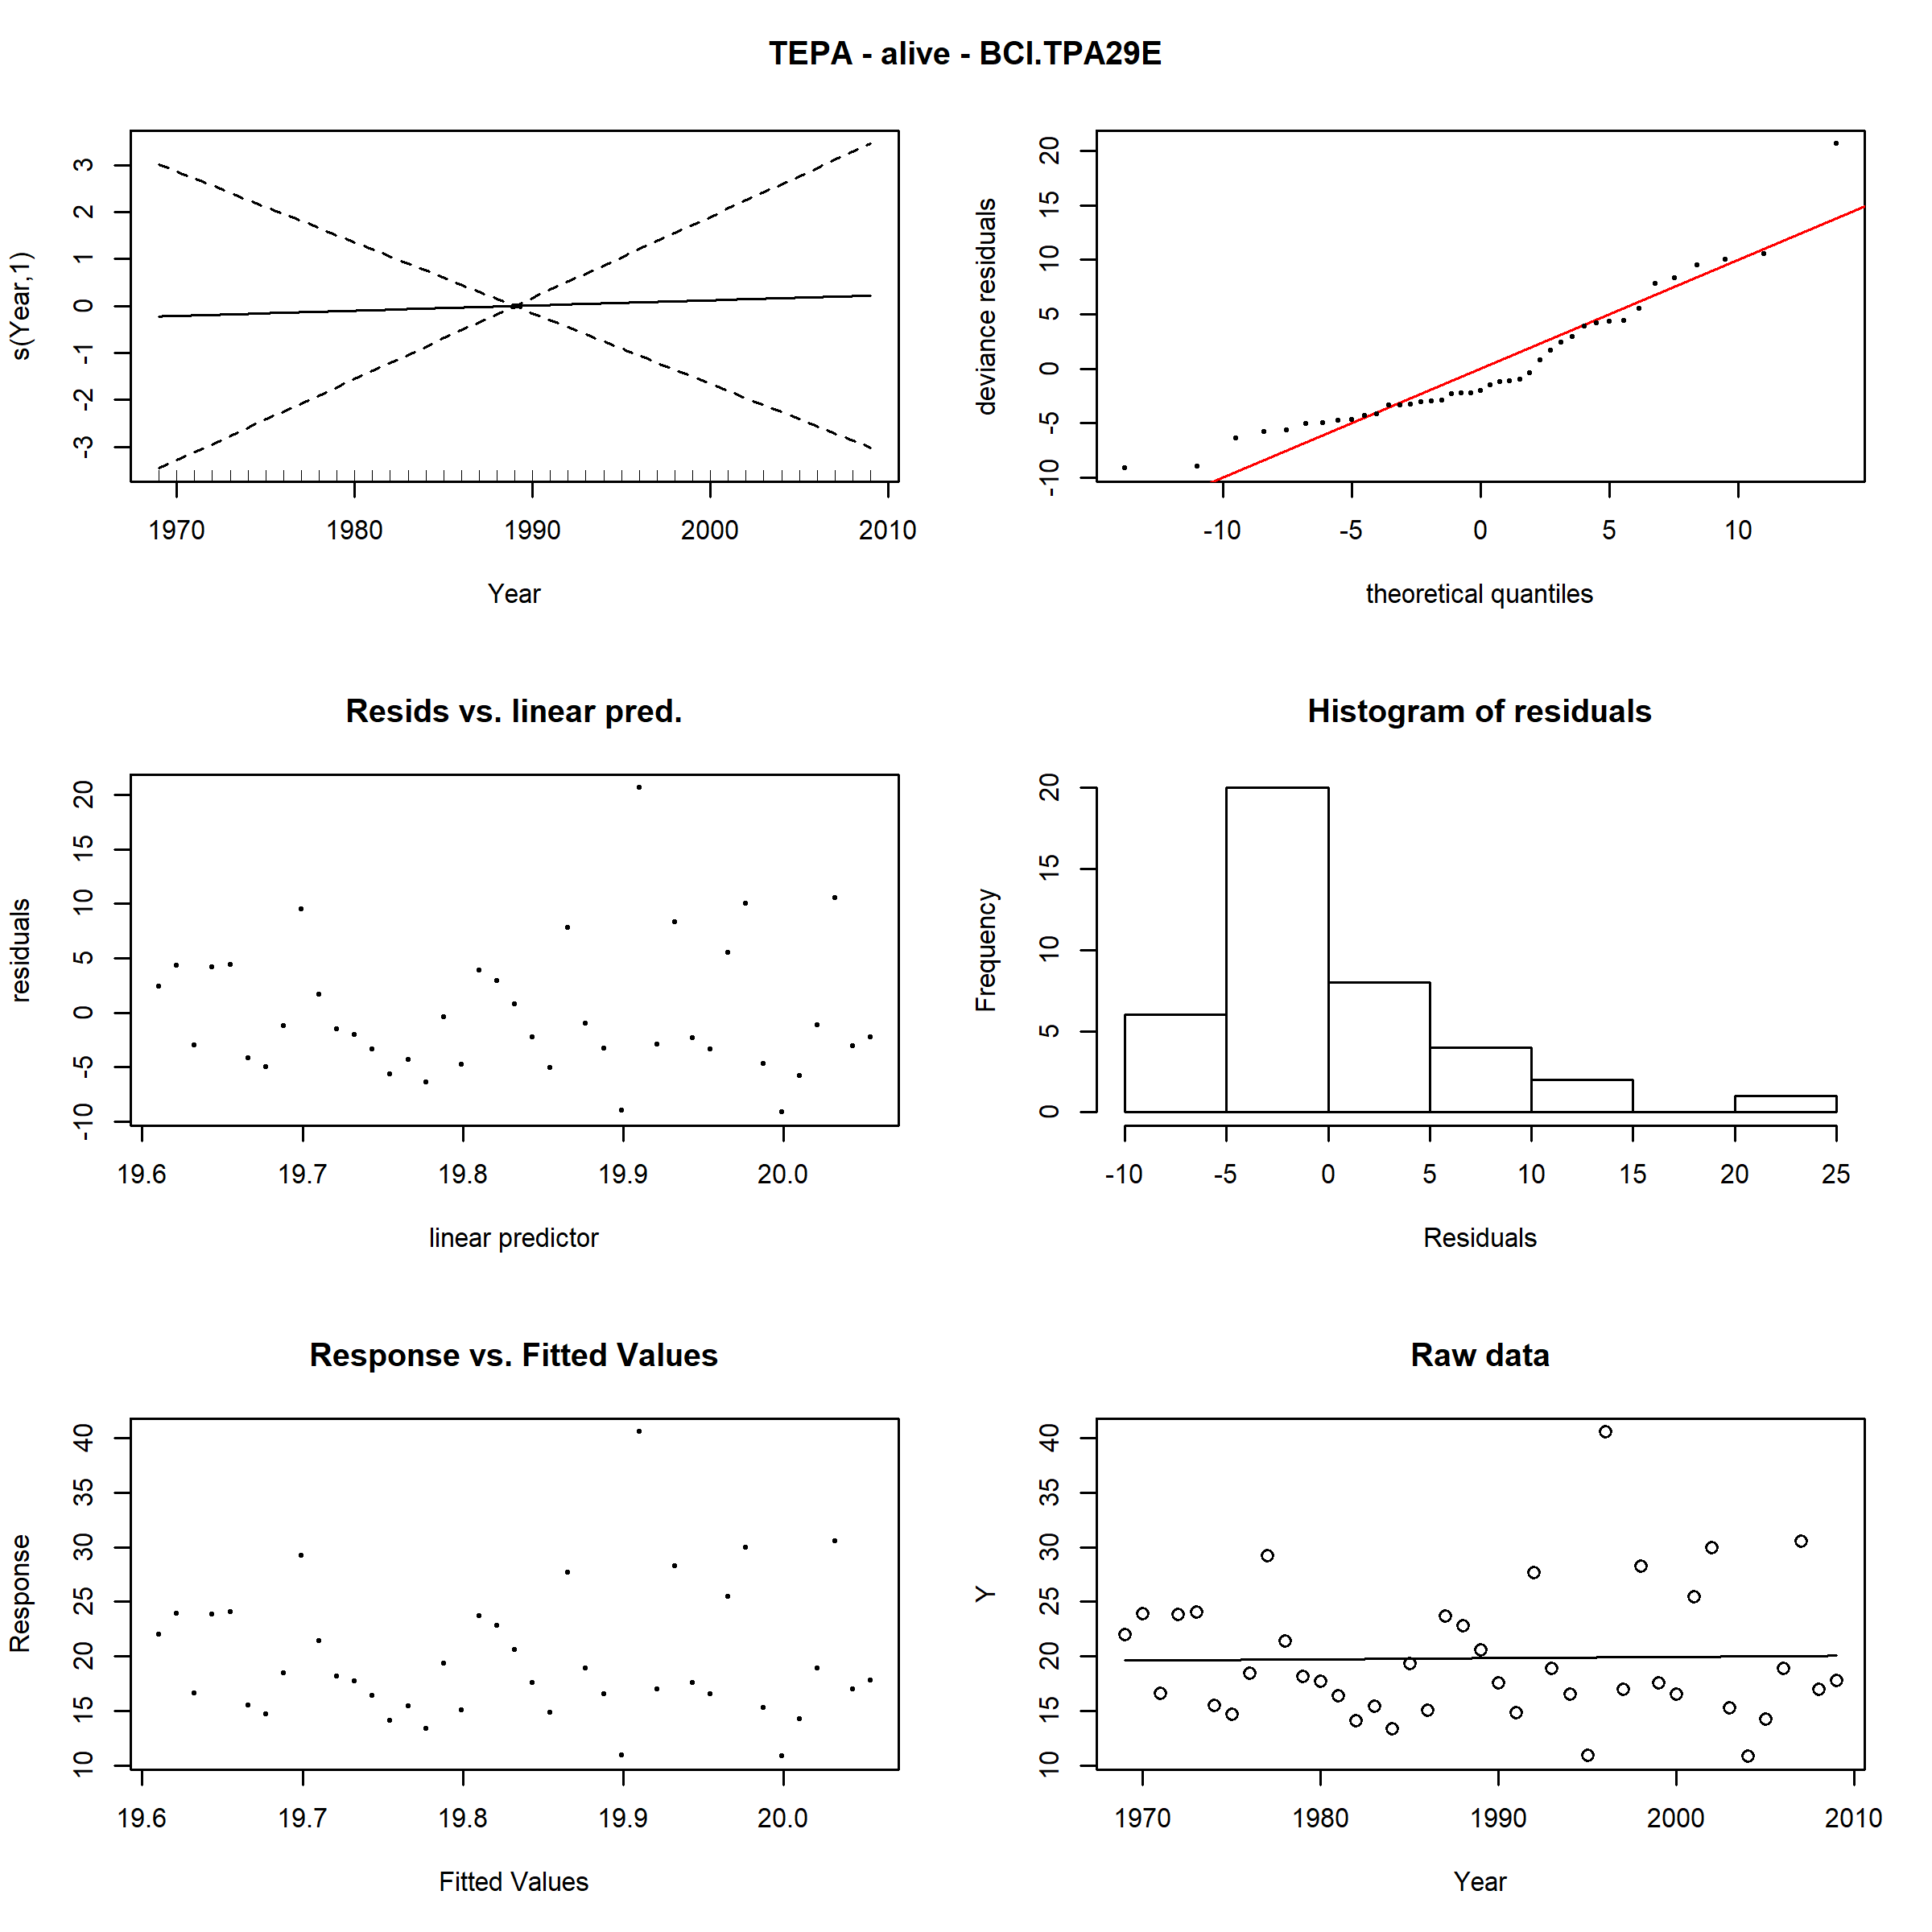 TEPA - alive - BCI.TPA29E
s(Year,1)
3
2
1
0
-1
-2
-3
1970 1980 1990 2000 2010
Year
deviance residuals
20
15
10
5
0
-5
-10
-10 -5 0 5 10
theoretical quantiles
Resids vs. linear pred.
residuals
20
15
10
5
0
-5
-10
19.6 19.7 19.8 19.9 20.0
linear predictor
Histogram of residuals
Frequency
20
15
10
5
0
-10 -5 0 5 10 15 20 25
Residuals
Response vs. Fitted Values
Response
40
35
30
25
20
15
10
19.6 19.7 19.8 19.9 20.0
Fitted Values
Raw data
Y
40
35
30
25
20
15
10
1970 1980 1990 2000 2010
Year